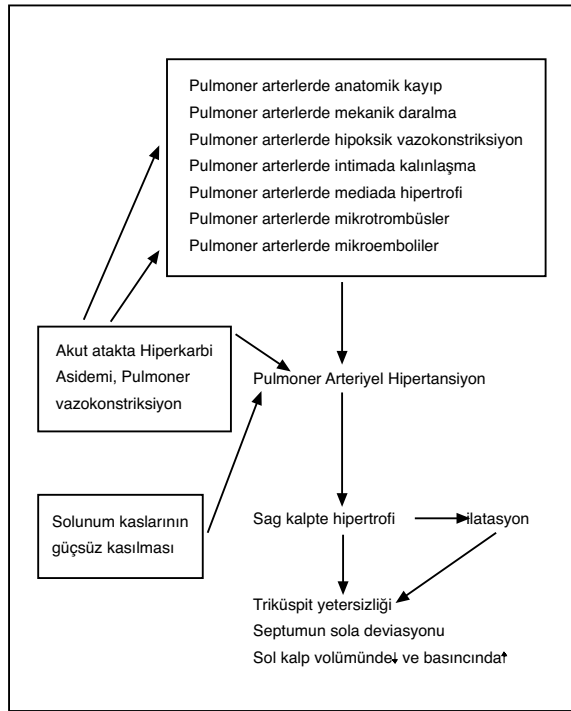 Pulmoner arterlerde anatomik kayıp
Pulmoner arterlerde mekanik daralma
Pulmoner arterlerde hipoksik vazokonstriksiyon
Pulmoner arterlerde intimada kalınlaşma
Pulmoner arterlerde mediada hipertrofi
Pulmoner arterlerde mikrotrombüsler
Pulmoner arterlerde mikroemboliler
Akut atakta Hiperkarbi
Asidemi, Pulmoner
vazokonstriksiyon
Pulmoner Arteriyel Hipertansiyon
Solunum kaslarının
güçsüz kasılması
Sag kalpte hipertrofi
ilatasyon
Triküspit yetersizliği
Septumun sola deviasyonu
Sol kalp volümünde↓ ve basıncında↑